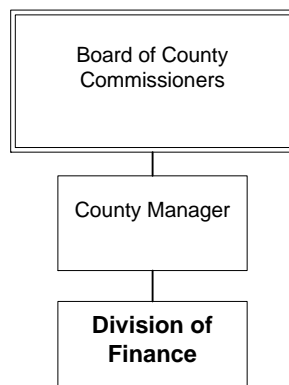 Board of County
Commissioners
County Manager
Division of
Finance